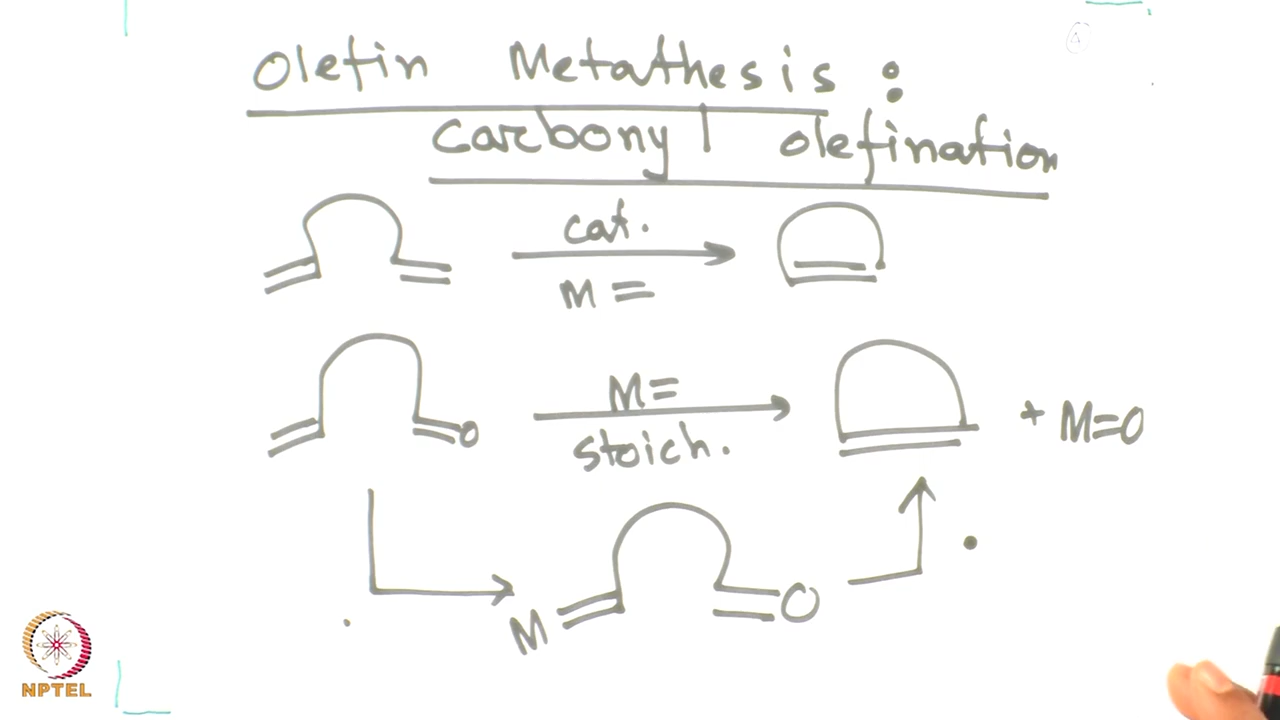 Olefin Metathesis :
carbonyl olefination
cat.
M=
M=
stoich.
O
+ M=O
M
O
NPTEL